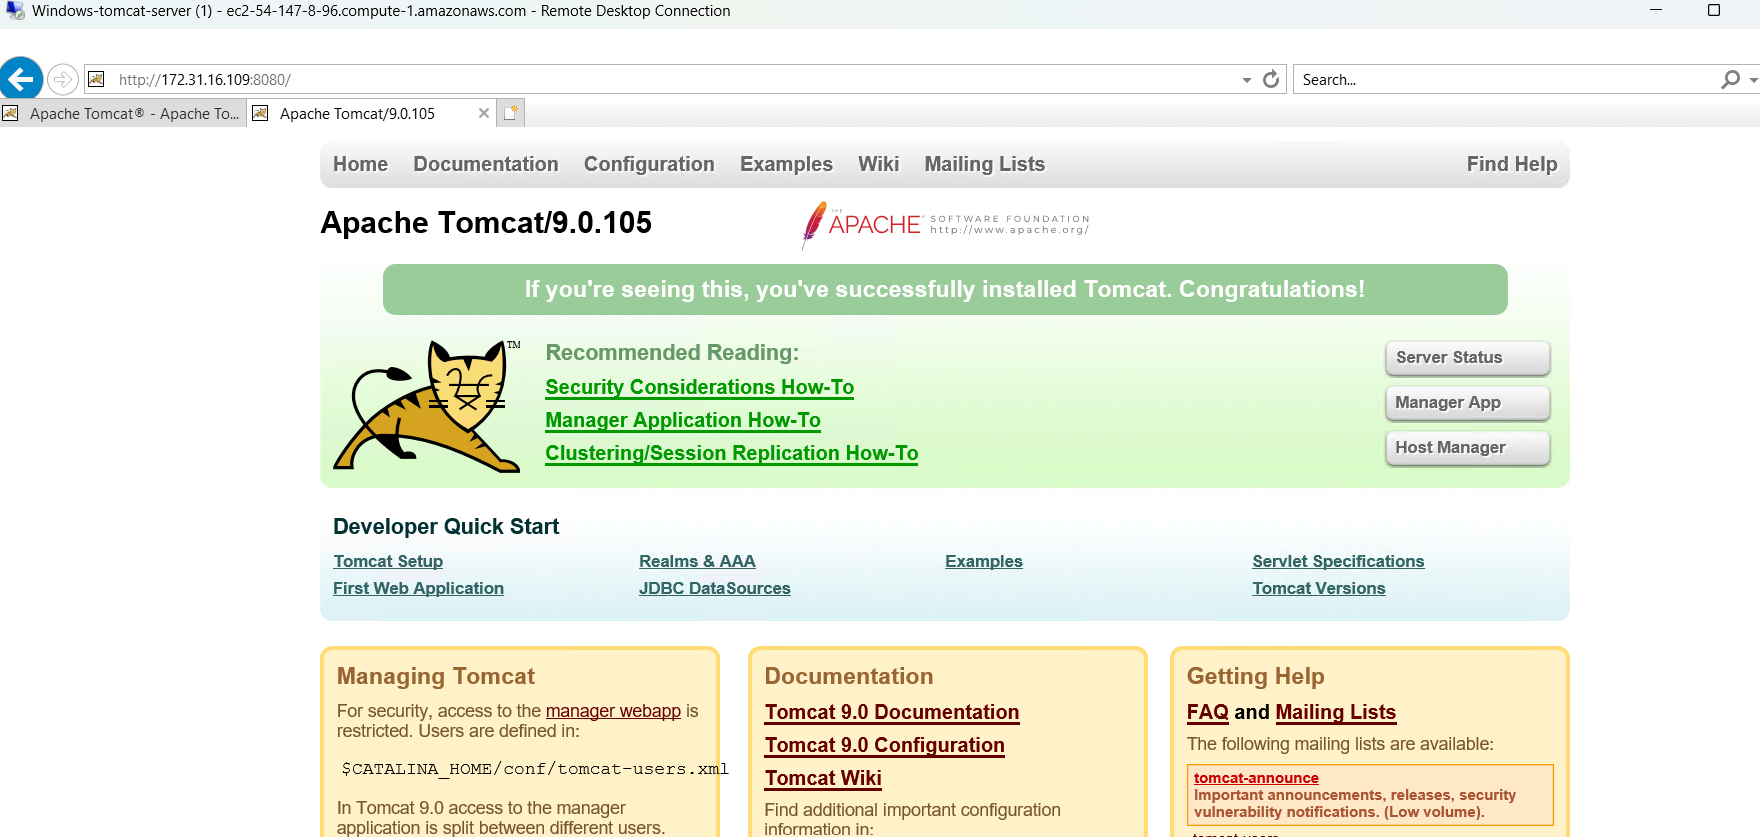 Windows-tomcat-server (1) - ec2-54-147-8-96.compute-1.amazonaws.com - Remote Desktop Connection
http://172.31.16.109:8080/
Search...
Apache Tomcat® - Apache To...
Apache Tomcat/9.0.105
Home Documentation Configuration Examples Wiki Mailing Lists Find Help
Apache Tomcat/9.0.105
THE
APACHE SOFTWARE FOUNDATION
http://www.apache.org/
If you're seeing this, you've successfully installed Tomcat. Congratulations!
TM
Recommended Reading:
Security Considerations How-To
Manager Application How-To
Clustering/Session Replication How-To
Server Status
Manager App
Host Manager
Developer Quick Start
Tomcat Setup
First Web Application
Realms & AAA
JDBC DataSources
Examples
Servlet Specifications
Tomcat Versions
Managing Tomcat
For security, access to the manager webapp is
restricted. Users are defined in:
$CATALINA_HOME/conf/tomcat-users.xml
In Tomcat 9.0 access to the manager
application is split between different users.
Documentation
Tomcat 9.0 Documentation
Tomcat 9.0 Configuration
Tomcat Wiki
Find additional important configuration
information in:
Getting Help
FAQ and Mailing Lists
The following mailing lists are available:
tomcat-announce
Important announcements, releases, security
vulnerability notifications. (Low volume).
tomcat-users